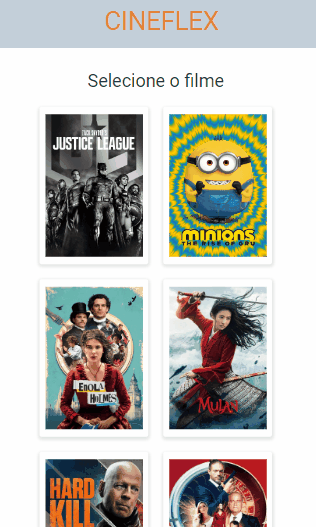 CINEFLEX
Selecione o filme
ZACK SNYDER'S
JUSTICE LEAGUE
minions
THE RISE OF GRU
ENOLA
HOLMES
MULAN
HARD
KILL